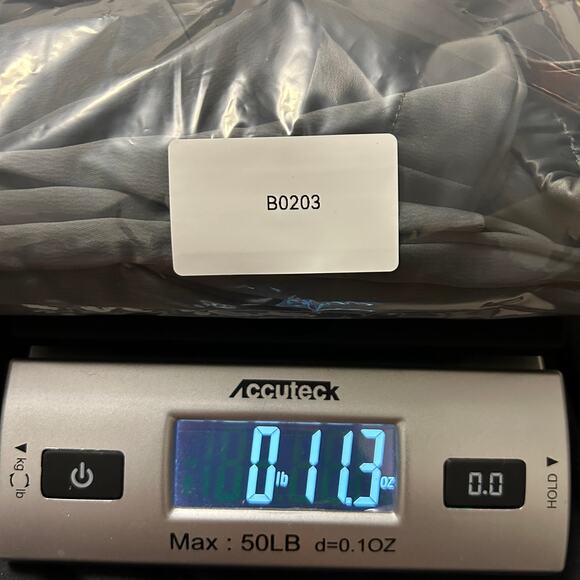 B0203
Accuteck
kg lb
0 lb 11.3 oz
0.0
HOLD
Max : 50LB d=0.1OZ